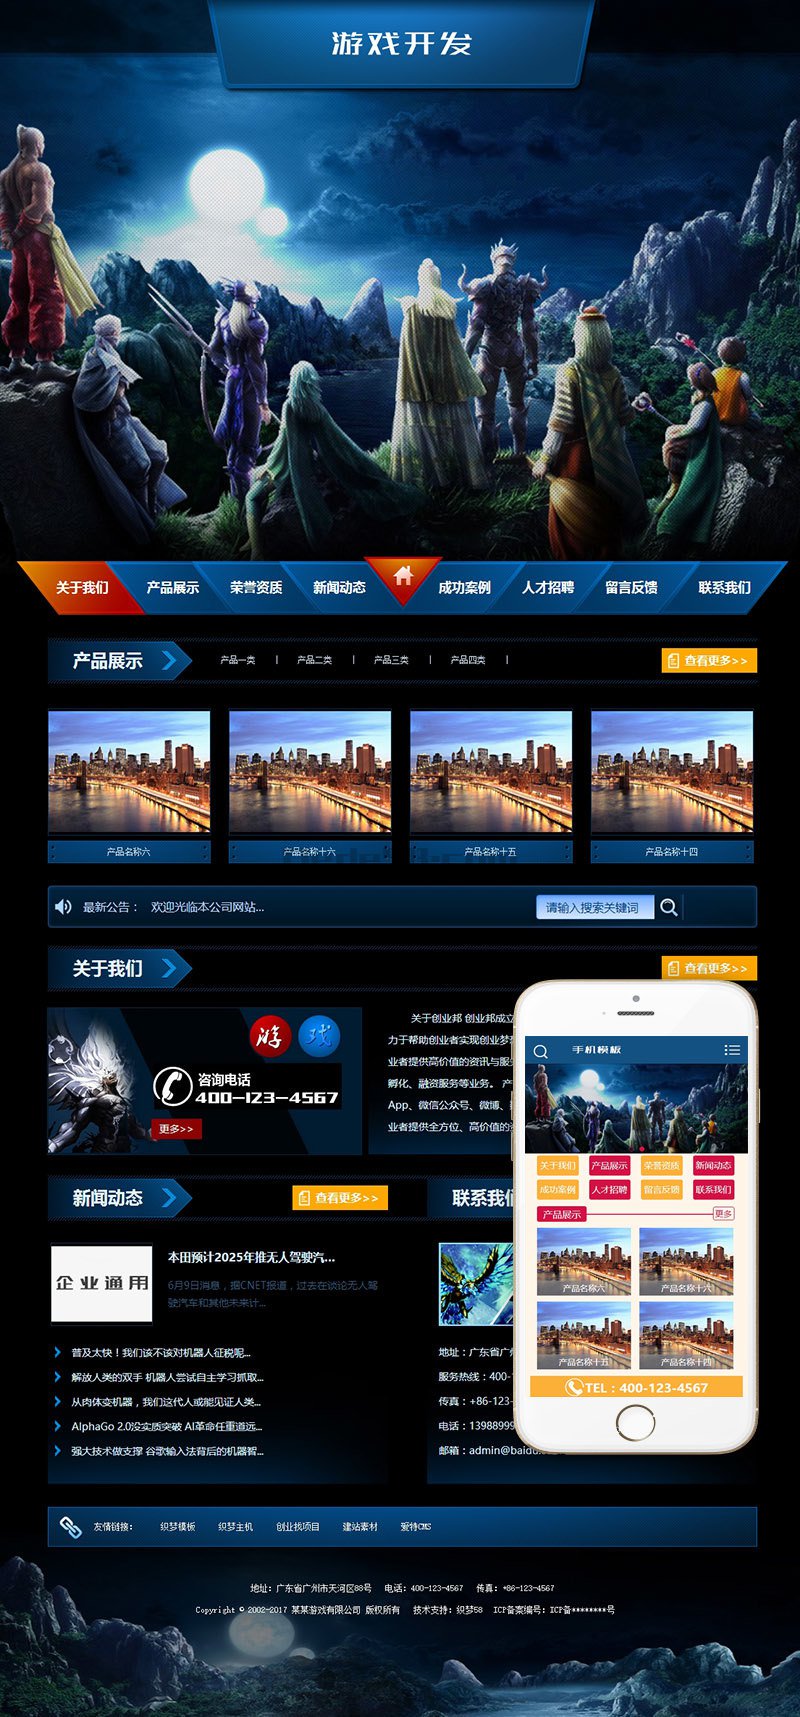 游戏开发
关于我们 产品展示 荣誉资质 新闻动态 成功案例 人才招聘 留言反馈 联系我们
产品展示 产品一类 | 产品二类 | 产品三类 | 产品四类 | 查看更多>>
产品名称六 产品名称十六 产品名称十五 产品名称十四
最新公告： 欢迎光临本公司网站... 请输入搜索关键词
关于我们 查看更多>>
游 戏
咨询电话
400-123-4567
更多>>
关于创业邦 创业邦成立
力于帮助创业者实现创业梦
业者提供高价值的资讯与服
孵化、融资服务等业务。产
App、微信公众号、微博、
业者提供全方位、高价值的
新闻动态 查看更多>> 联系我们
企业通用
本田预计2025年推无人驾驶汽...
6月9日消息，据CNET报道，过去在谈论无人驾
驶汽车和其他未来计...
普及太快！我们该不该对机器人征税呢...
解放人类的双手 机器人尝试自主学习抓取...
从肉体变机器，我们这代人或能见证人类...
AlphaGo 2.0没实质突破 AI革命任重道远...
强大技术做支撑 谷歌输入法背后的机器智...
地址：广东省广
服务热线：400-
传真：+86-123-
电话：13988999
邮箱：admin@baidu
手机模板
关于我们 产品展示 荣誉资质 新闻动态
成功案例 人才招聘 留言反馈 联系我们
产品展示 更多
产品名称六 产品名称十六
产品名称十五 产品名称十四
TEL：400-123-4567
友情链接： 织梦模板 织梦主机 创业找项目 建站素材 爱特CMS
地址：广东省广州市天河区88号 电话：400-123-4567 传真：+86-123-4567
Copyright © 2002-2017 某某游戏有限公司 版权所有 技术支持：织梦58 ICP备案编号：ICP备********号